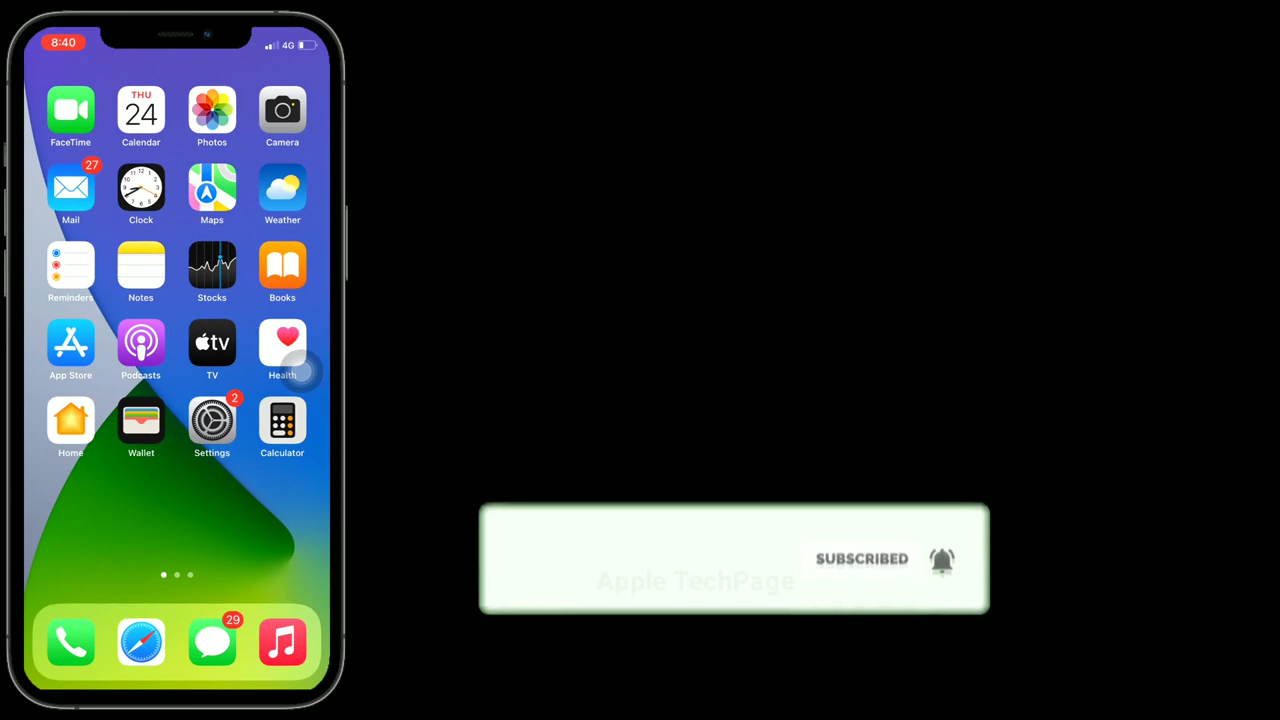 8:40
4G
THU
24
FaceTime
Calendar
Photos
Camera
27
Mail
Clock
Maps
Weather
Reminders
Notes
Stocks
Books
App Store
Podcasts
tv
TV
Health
2
Home
Wallet
Settings
Calculator
29
SUBSCRIBED
Apple TechPage